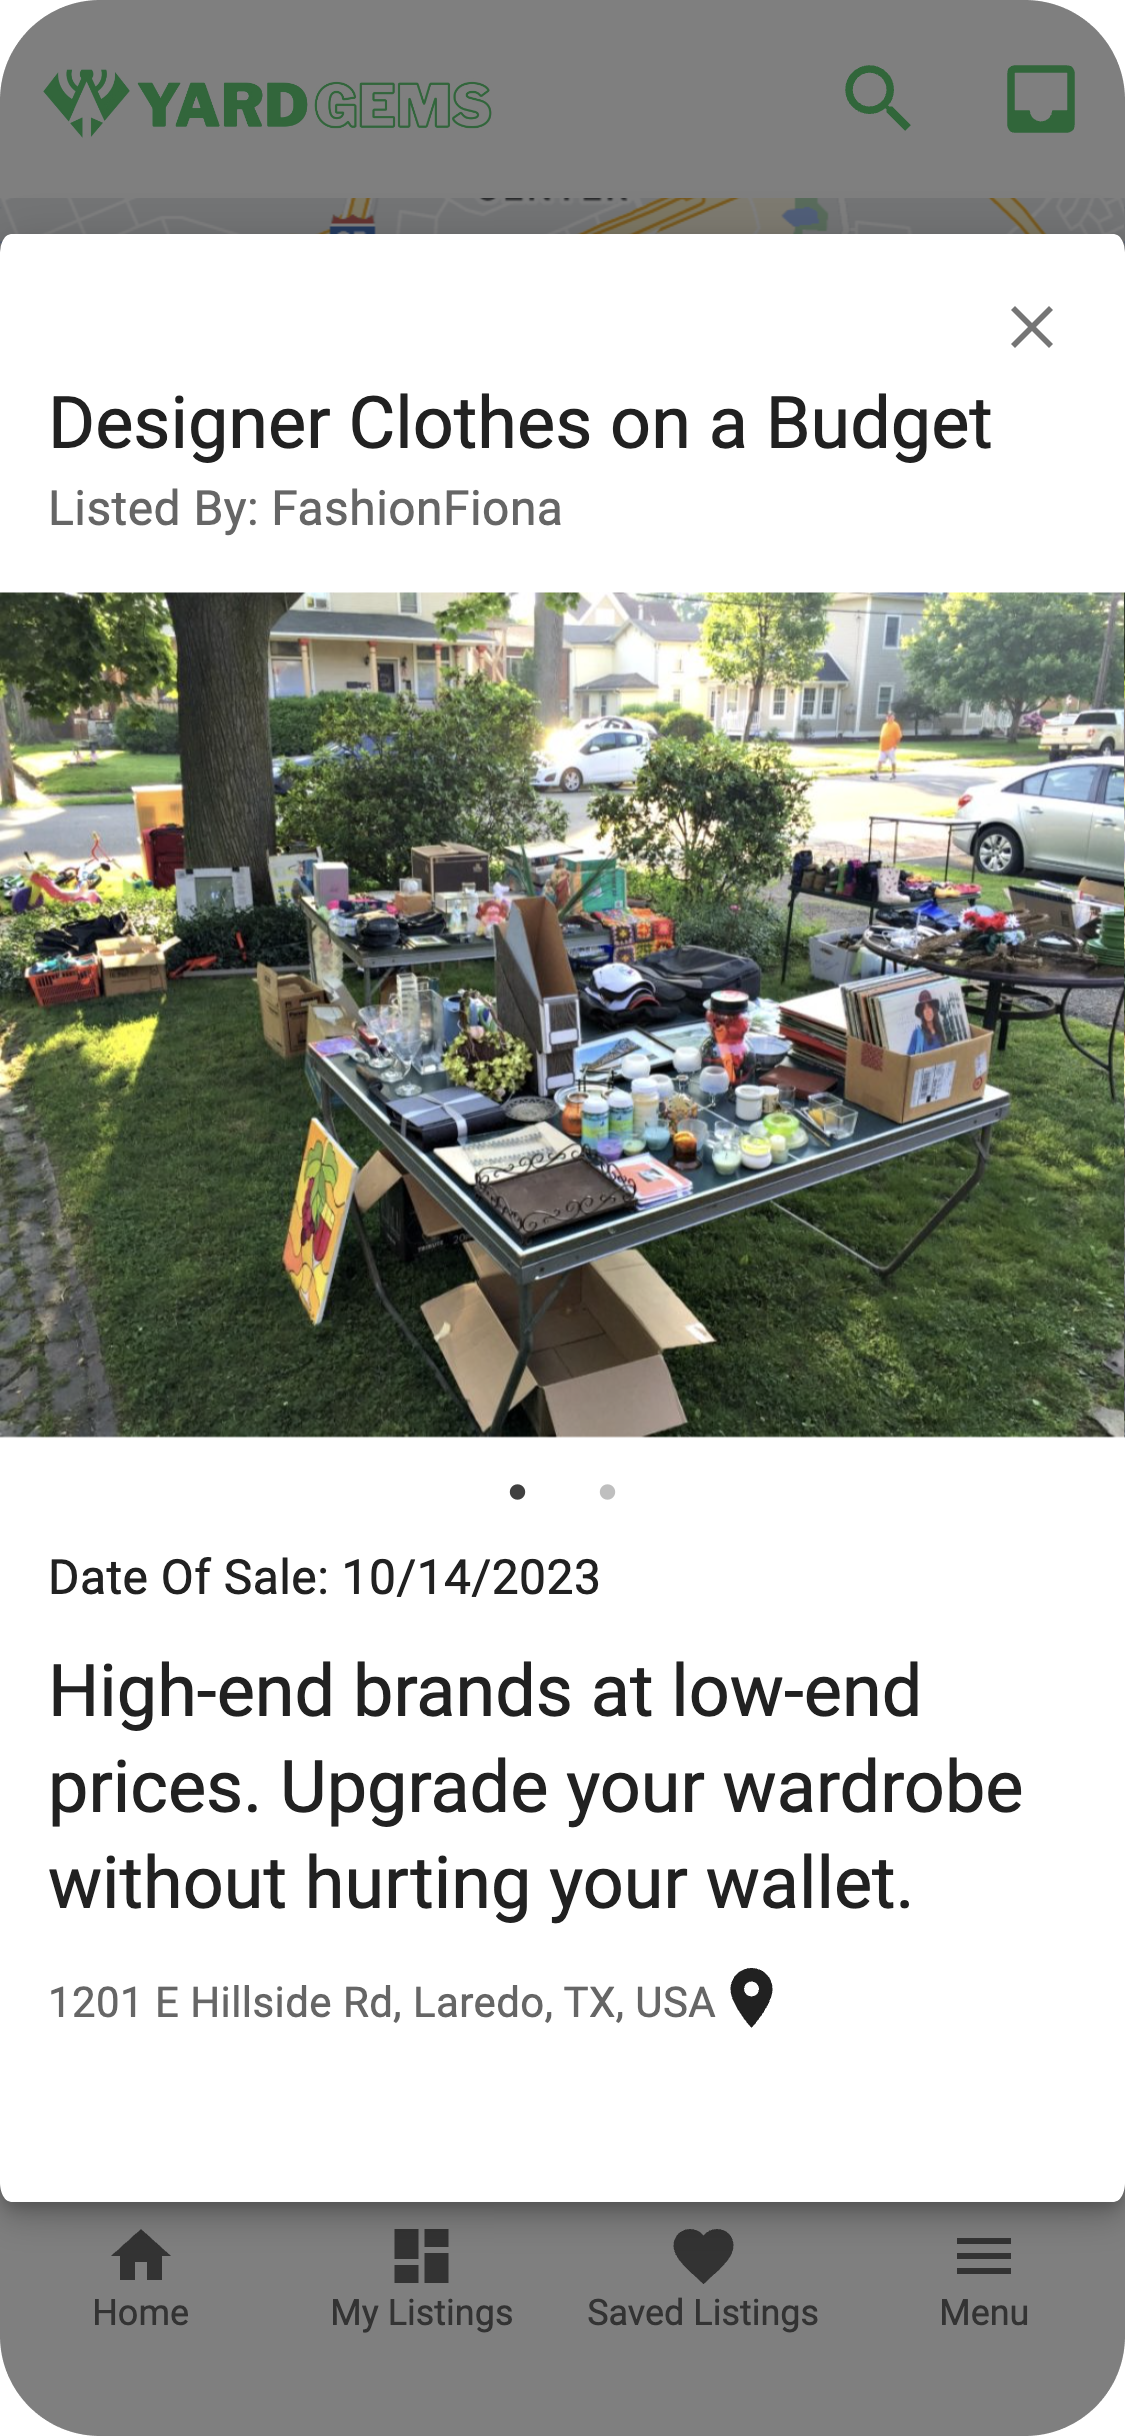 YARDGEMS
Designer Clothes on a Budget
Listed By: FashionFiona
Date Of Sale: 10/14/2023
High-end brands at low-end
prices. Upgrade your wardrobe
without hurting your wallet.
1201 E Hillside Rd, Laredo, TX, USA
Home
My Listings
Saved Listings
Menu